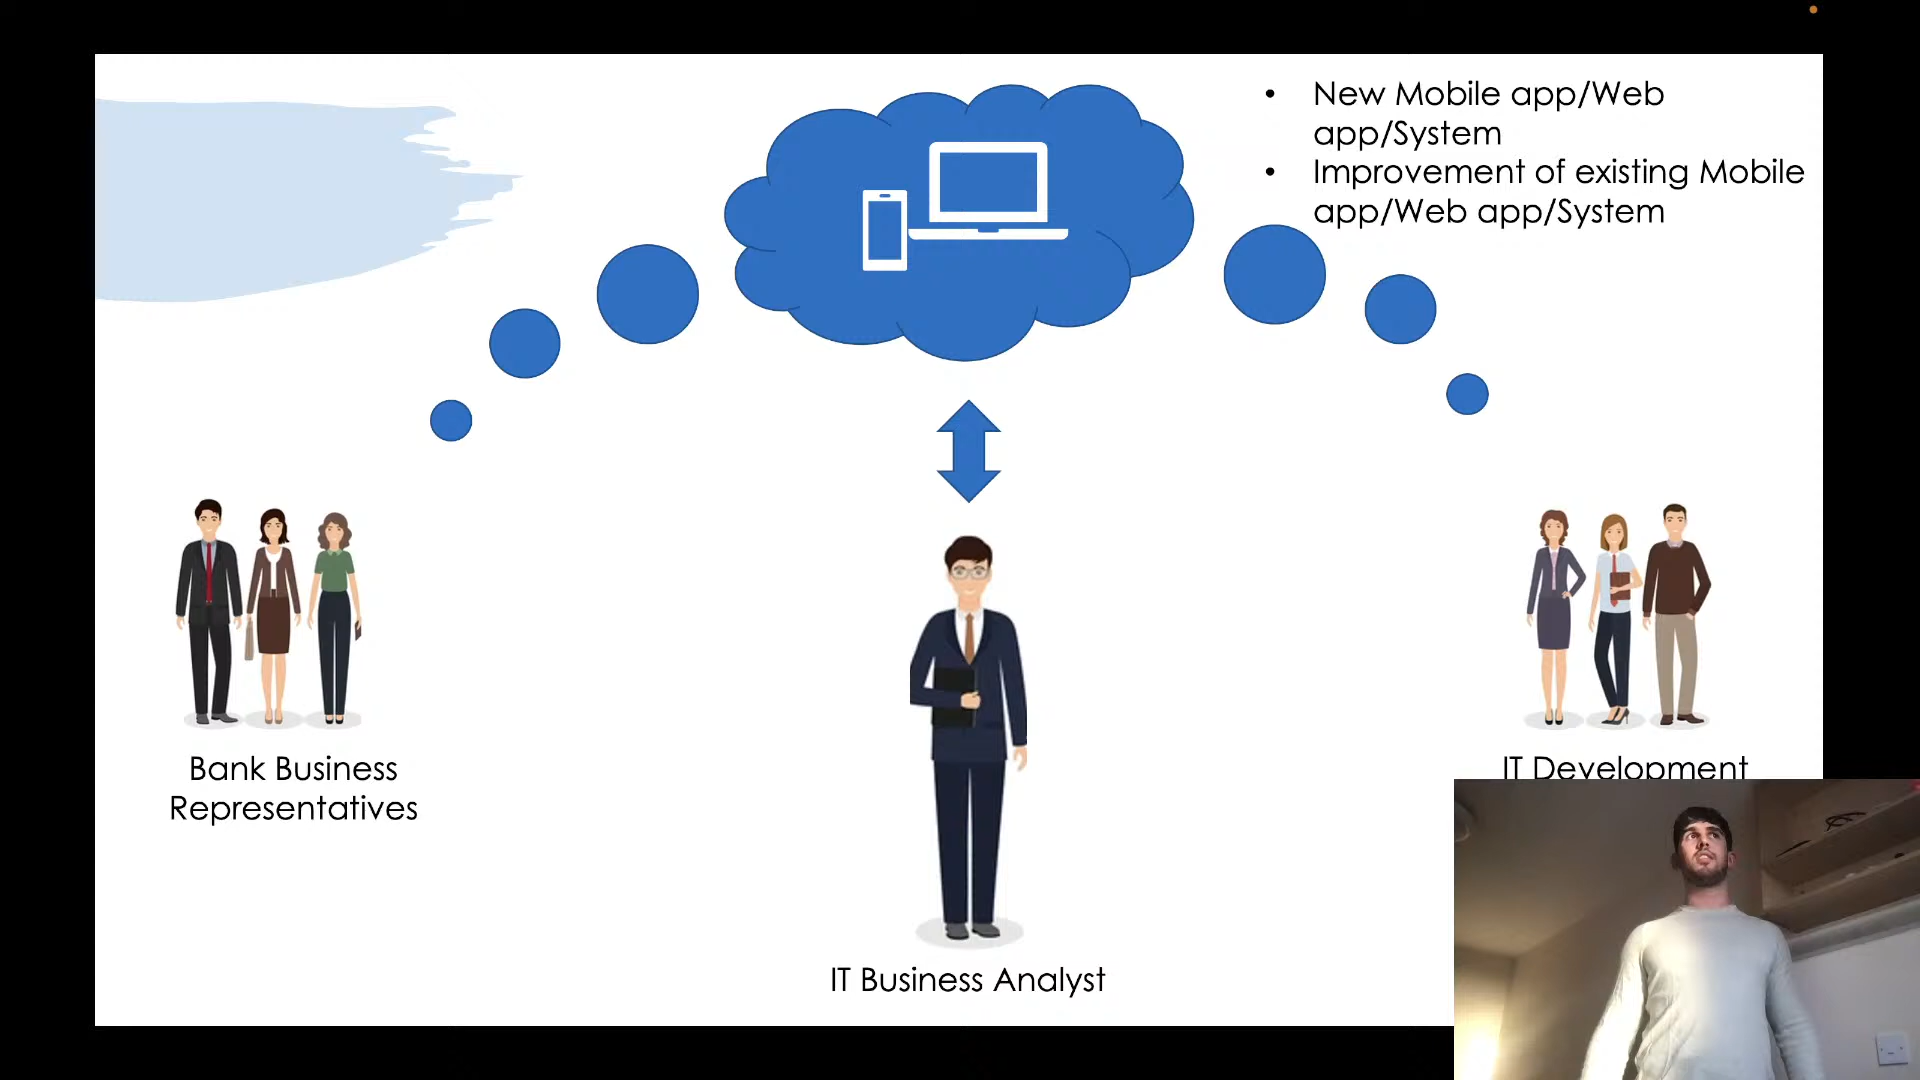 • New Mobile app/Web
app/System
• Improvement of existing Mobile
app/Web app/System
Bank Business
Representatives
IT Development
IT Business Analyst